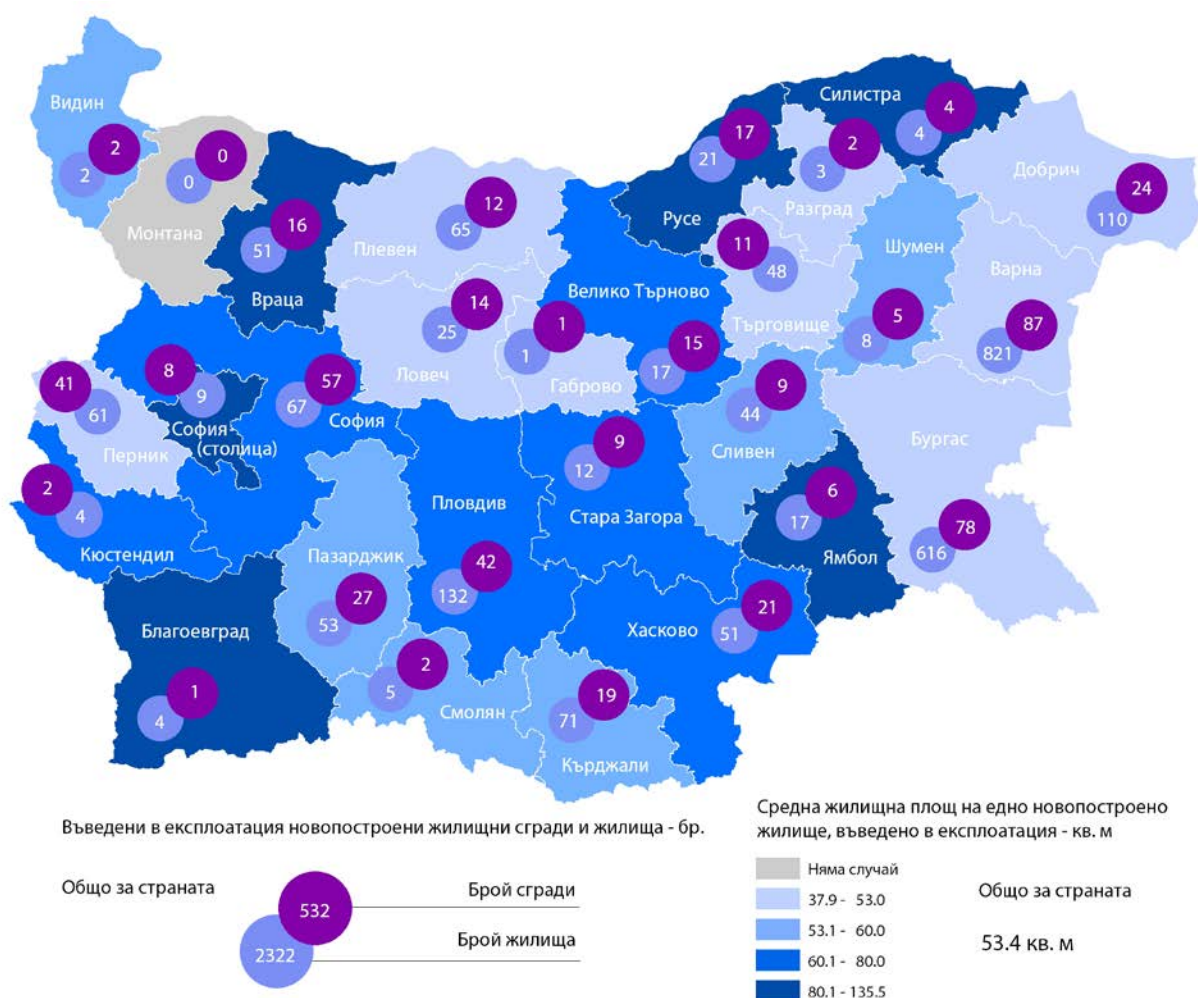 Видин
2
2
0
0
Монтана
16
51
Враца
12
65
Плевен
14
25
Ловеч
1
1
Габрово
Велико Търново
15
17
17
21
Русе
Силистра
4
4
2
3
Разград
11
48
Търговище
Шумен
5
8
Добрич
24
110
Варна
87
821
41
61
Перник
8
9
София-
(столица)
57
67
София
2
4
Кюстендил
Благоевград
1
4
Пазарджик
27
53
Пловдив
42
132
2
5
Смолян
19
71
Кърджали
9
12
Стара Загора
21
51
Хасково
9
44
Сливен
6
17
Ямбол
Бургас
78
616
Въведени в експлоатация новопостроени жилищни сгради и жилища - бр.
Общо за страната
532
Брой сгради
2322
Брой жилища
Средна жилищна площ на едно новопостроено
жилище, въведено в експлоатация - кв. м
Няма случай
37.9 - 53.0
53.1 - 60.0
60.1 - 80.0
80.1 - 135.5
Общо за страната
53.4 кв. м